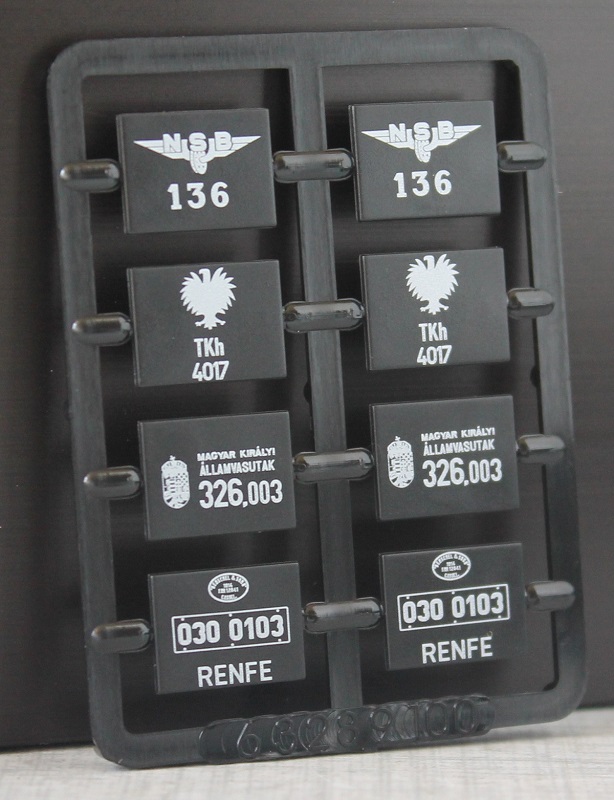 NSB
136
NSB
136
TKh
4017
TKh
4017
MAGYAR KIRÁLYI
ÁLLAMVASUTAK
326,003
MAGYAR KIRÁLYI
ÁLLAMVASUTAK
326,003
030 0103
RENFE
030 0103
RENFE